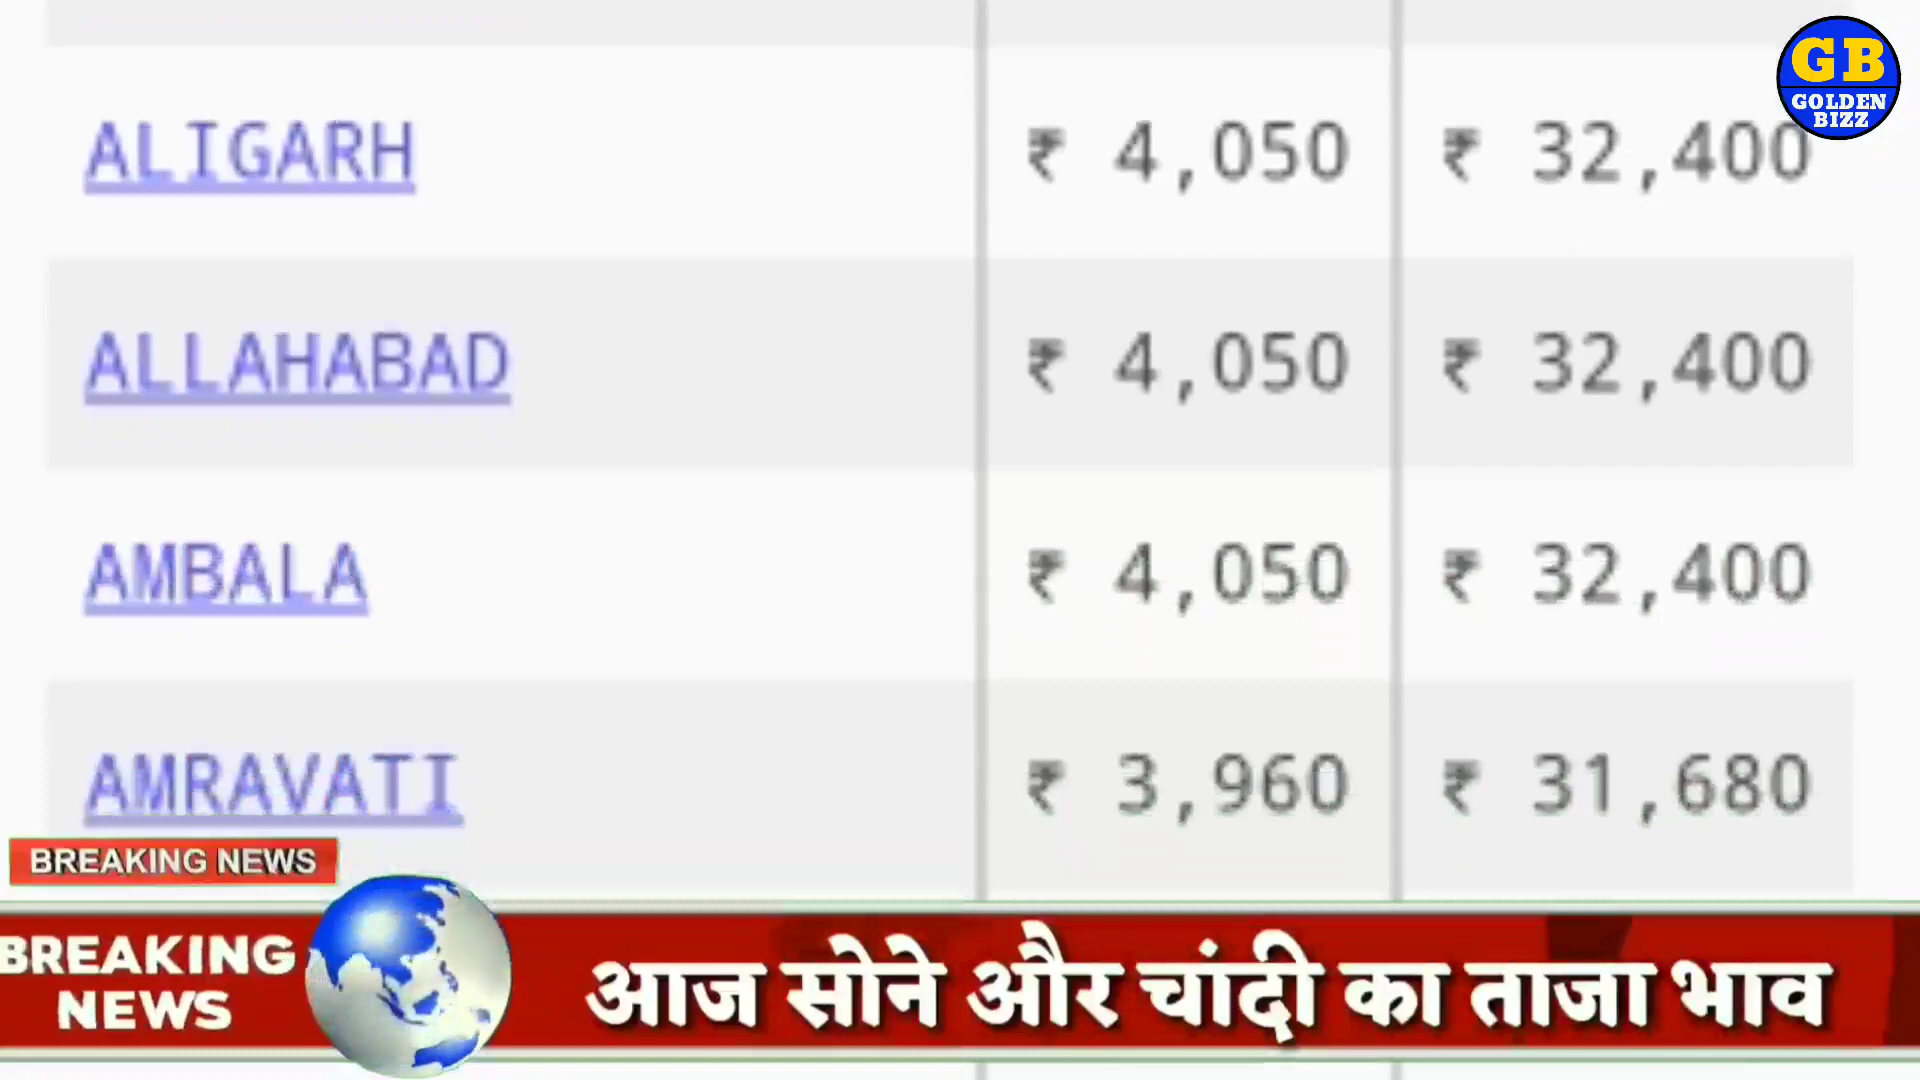 GB
GOLDEN
BIZZ
ALIGARH ₹ 4,050 ₹ 32,400
ALLAHABAD ₹ 4,050 ₹ 32,400
AMBALA ₹ 4,050 ₹ 32,400
AMRAVATI ₹ 3,960 ₹ 31,680
BREAKING NEWS
BREAKING
NEWS
आज सोने और चांदी का ताजा भाव